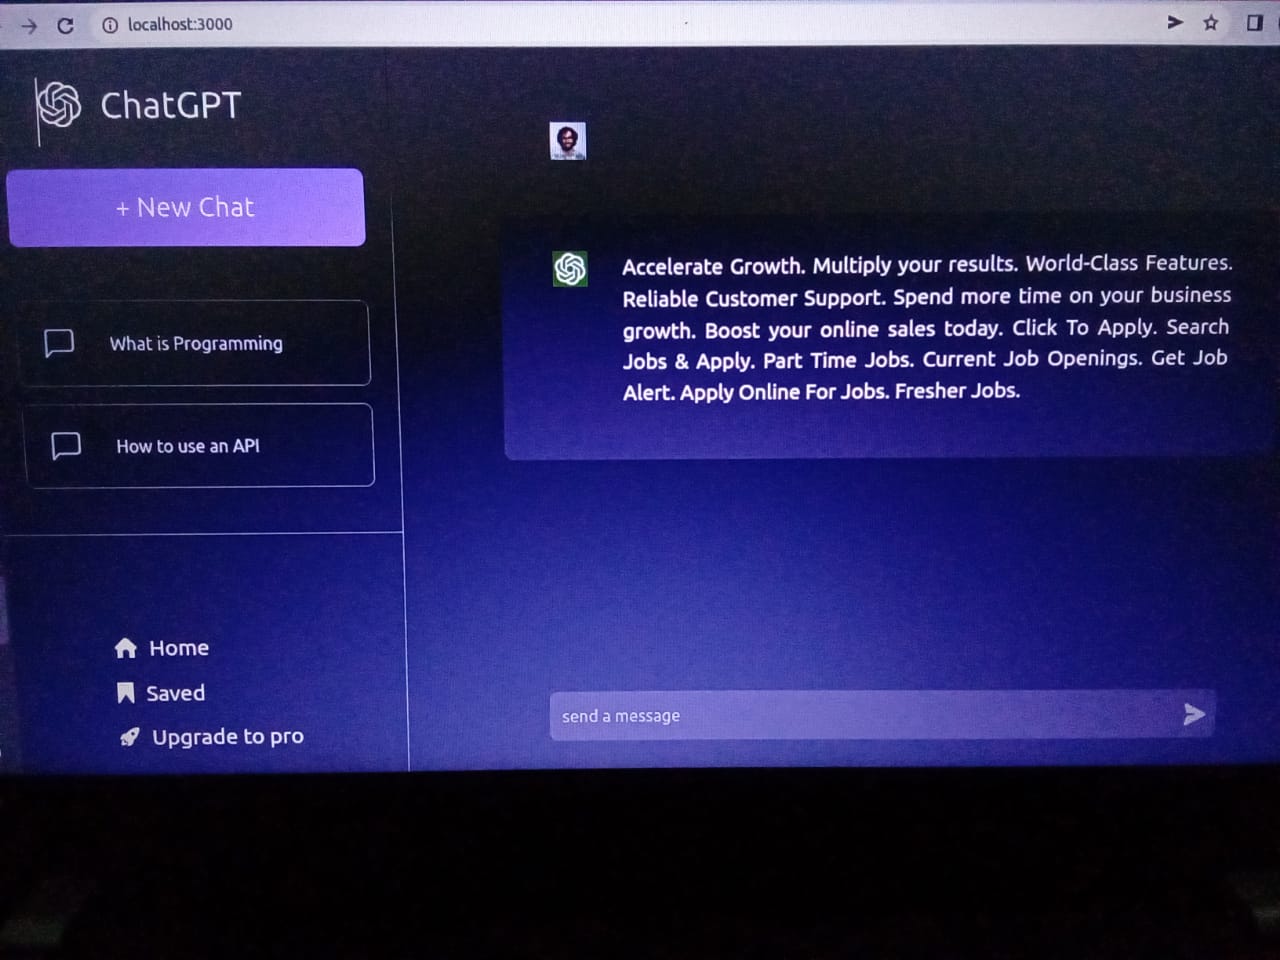 localhost:3000
ChatGPT
+ New Chat
What is Programming
How to use an API
Home
Saved
Upgrade to pro
Accelerate Growth. Multiply your results. World-Class Features.
Reliable Customer Support. Spend more time on your business
growth. Boost your online sales today. Click To Apply. Search
Jobs & Apply. Part Time Jobs. Current Job Openings. Get Job
Alert. Apply Online For Jobs. Fresher Jobs.
send a message